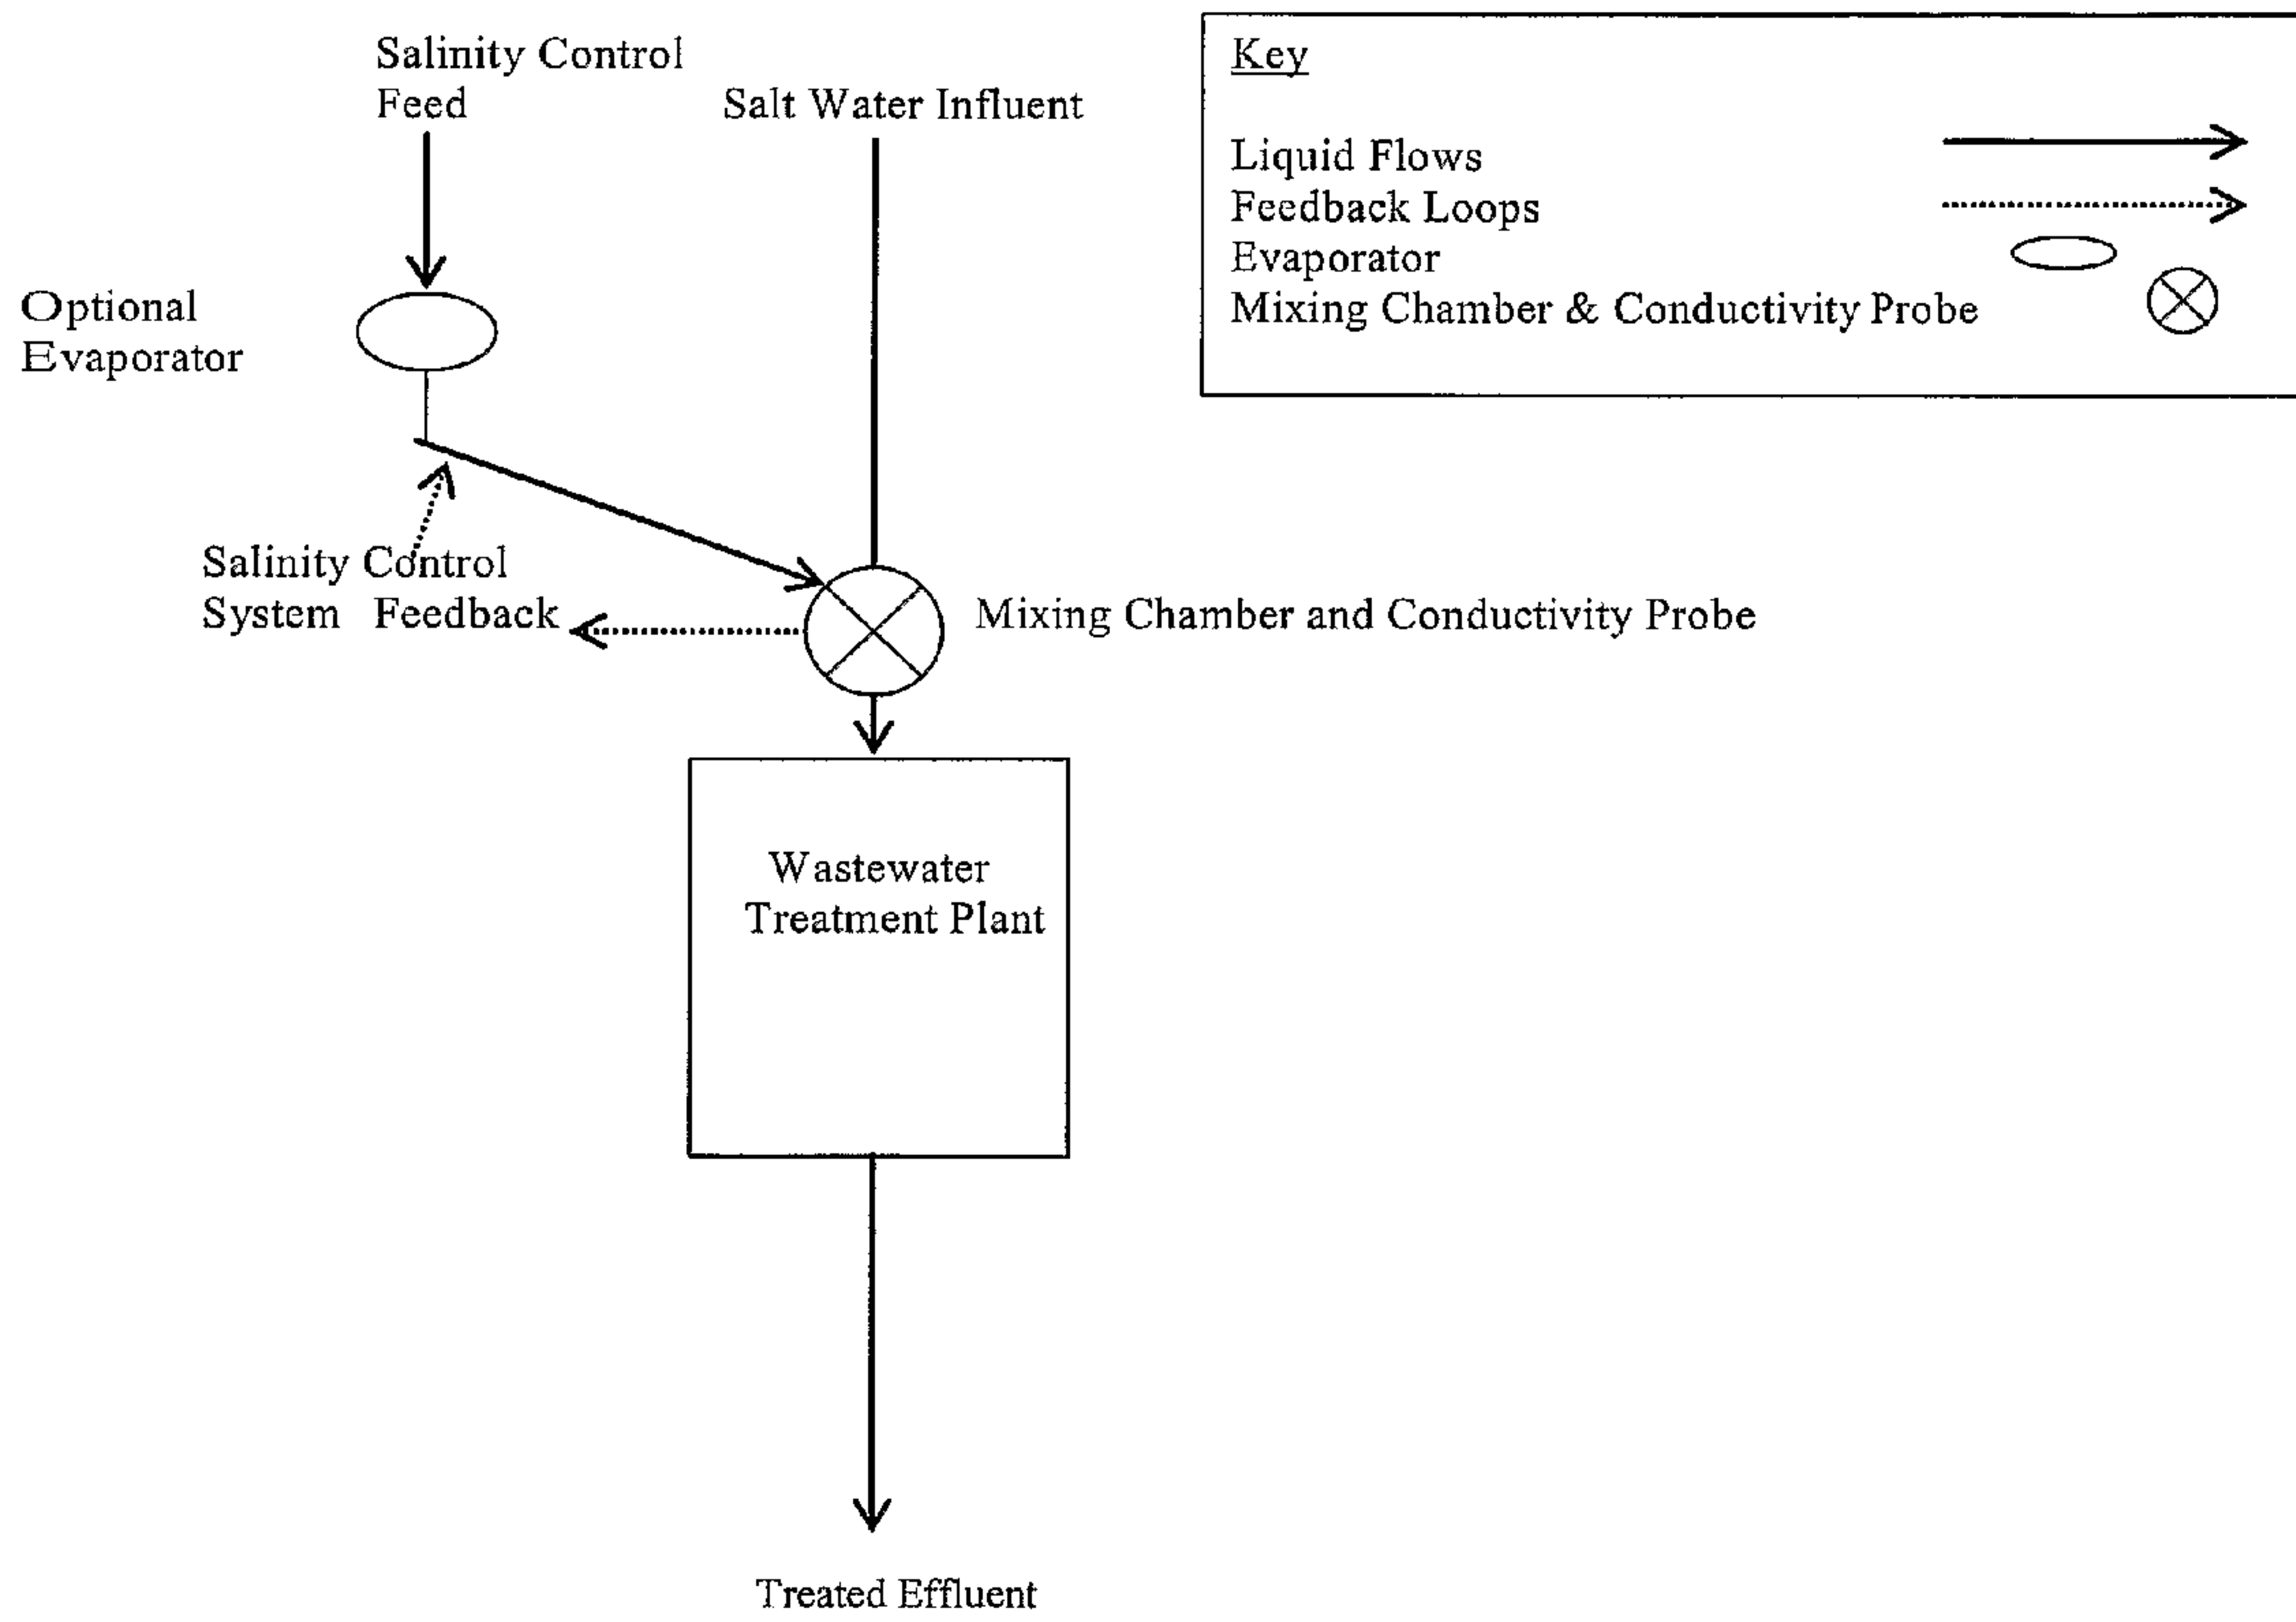 Salinity Control
Feed
Salt Water Influent
Key
Liquid Flows
Feedback Loops
Evaporator
Mixing Chamber & Conductivity Probe
Optional
Evaporator
Salinity Control
System Feedback
Mixing Chamber and Conductivity Probe
Wastewater
Treatment Plant
Treated Effluent